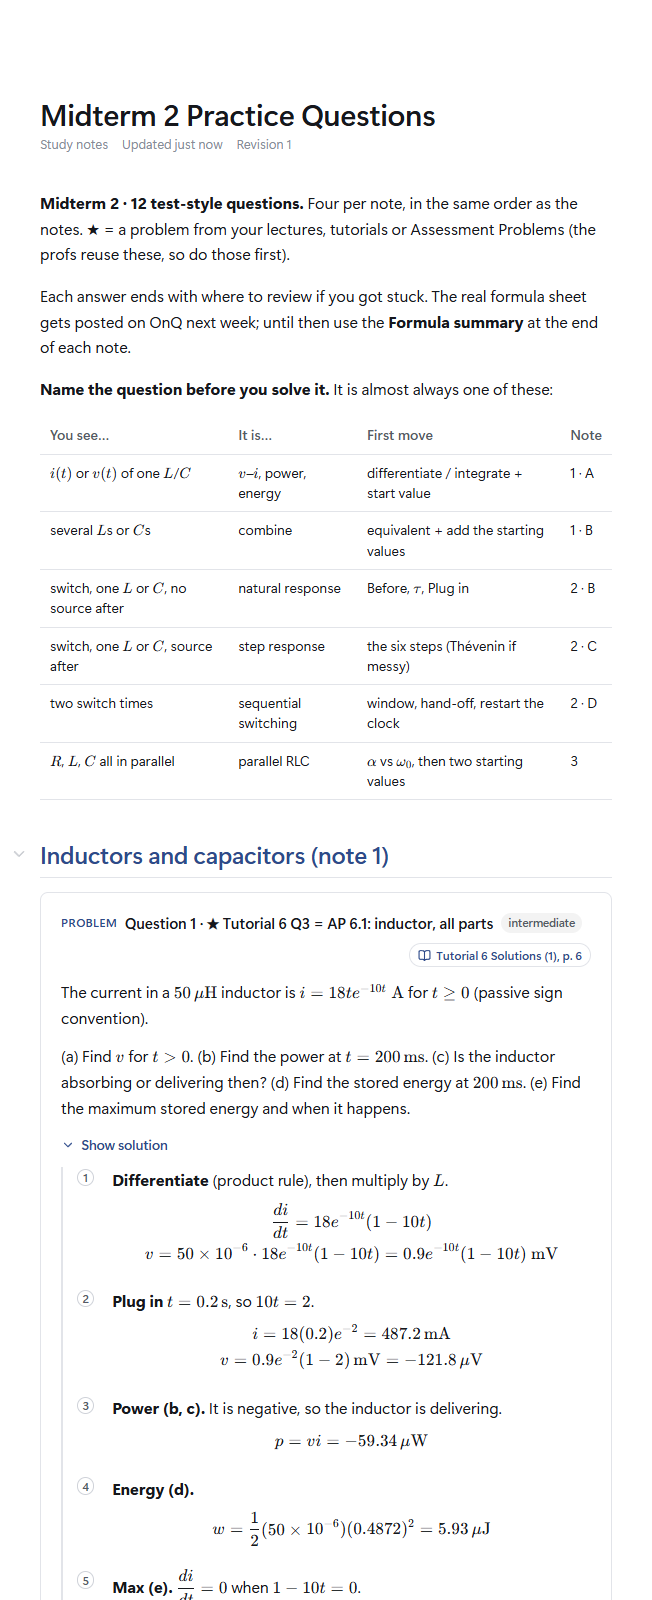 Midterm 2 Practice Questions
Study notes Updated just now Revision 1
Midterm 2 · 12 test-style questions. Four per note, in the same order as the
notes. ★ = a problem from your lectures, tutorials or Assessment Problems (the
profs reuse these, so do those first).
Each answer ends with where to review if you got stuck. The real formula sheet
gets posted on OnQ next week; until then use the Formula summary at the end
of each note.
Name the question before you solve it. It is almost always one of these:
You see... It is... First move Note
i(t) or v(t) of one L/C v–i, power, energy differentiate / integrate + start value 1 · A
several Ls or Cs combine equivalent + add the starting values 1 · B
switch, one L or C, no source after natural response Before, τ, Plug in 2 · B
switch, one L or C, source after step response the six steps (Thévenin if messy) 2 · C
two switch times sequential switching window, hand-off, restart the clock 2 · D
R, L, C all in parallel parallel RLC α vs ω₀, then two starting values 3
Inductors and capacitors (note 1)
PROBLEM Question 1 · ★ Tutorial 6 Q3 = AP 6.1: inductor, all parts intermediate
Tutorial 6 Solutions (1), p. 6
The current in a 50 μH inductor is i = 18te^−10t A for t ≥ 0 (passive sign
convention).
(a) Find v for t > 0. (b) Find the power at t = 200 ms. (c) Is the inductor
absorbing or delivering then? (d) Find the stored energy at 200 ms. (e) Find
the maximum stored energy and when it happens.
Show solution
1 Differentiate (product rule), then multiply by L.
di/dt = 18e^−10t(1 − 10t)
v = 50 × 10^−6 · 18e^−10t(1 − 10t) = 0.9e^−10t(1 − 10t) mV
2 Plug in t = 0.2 s, so 10t = 2.
i = 18(0.2)e^−2 = 487.2 mA
v = 0.9e^−2(1 − 2) mV = −121.8 μV
3 Power (b, c). It is negative, so the inductor is delivering.
p = vi = −59.34 μW
4 Energy (d).
w = 1/2(50 × 10^−6)(0.4872)^2 = 5.93 μJ
5 Max (e). di/dt = 0 when 1 − 10t = 0.